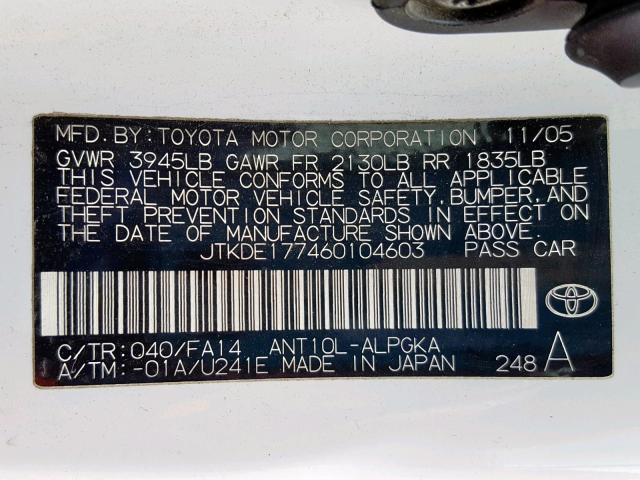 MFD.BY:TOYOTA MOTOR CORPORATION 11/05
GVWR 3945LB GAWR FR 2130LB RR 1835LB
THIS VEHICLE CONFORMS TO ALL APPLICABLE
FEDERAL MOTOR VEHICLE SAFETY,BUMPER,AND
THEFT PREVENTION STANDARDS IN EFFECT ON
DATE OF MANUFACTURE SHOWN ABOVE.
JTKDE177460104603 PASS CAR
C/TR:040/FA14 ANT10L-ALPGKA
A/TM:-01A/U241E MADE IN JAPAN 248 A